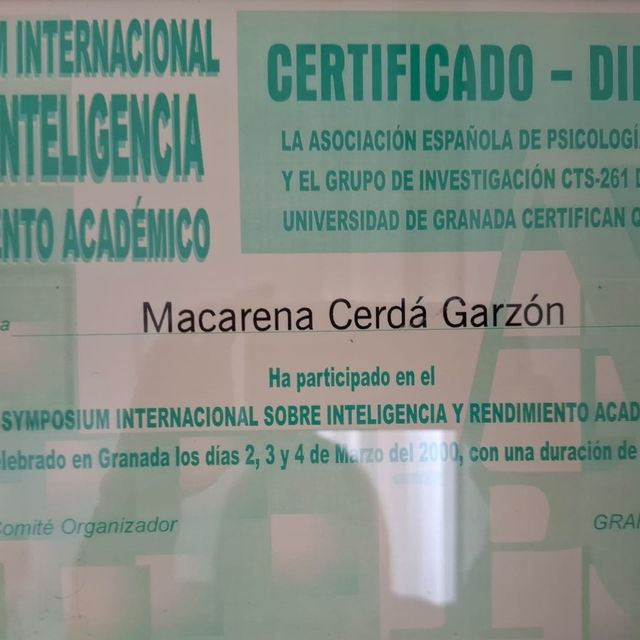 M INTERNACIONAL
INTELIGENCIA
ENTO ACADÉMICO
CERTIFICADO - DI
LA ASOCIACIÓN ESPAÑOLA DE PSICOLOGÍ
Y EL GRUPO DE INVESTIGACIÓN CTS-261 D
UNIVERSIDAD DE GRANADA CERTIFICAN
a Macarena Cerdá Garzón
Ha participado en el
SYMPOSIUM INTERNACIONAL SOBRE INTELIGENCIA Y RENDIMIENTO ACAD
elebrado en Granada los días 2, 3 y 4 de Marzo del 2000, con una duración de
Comité Organizador
GRA